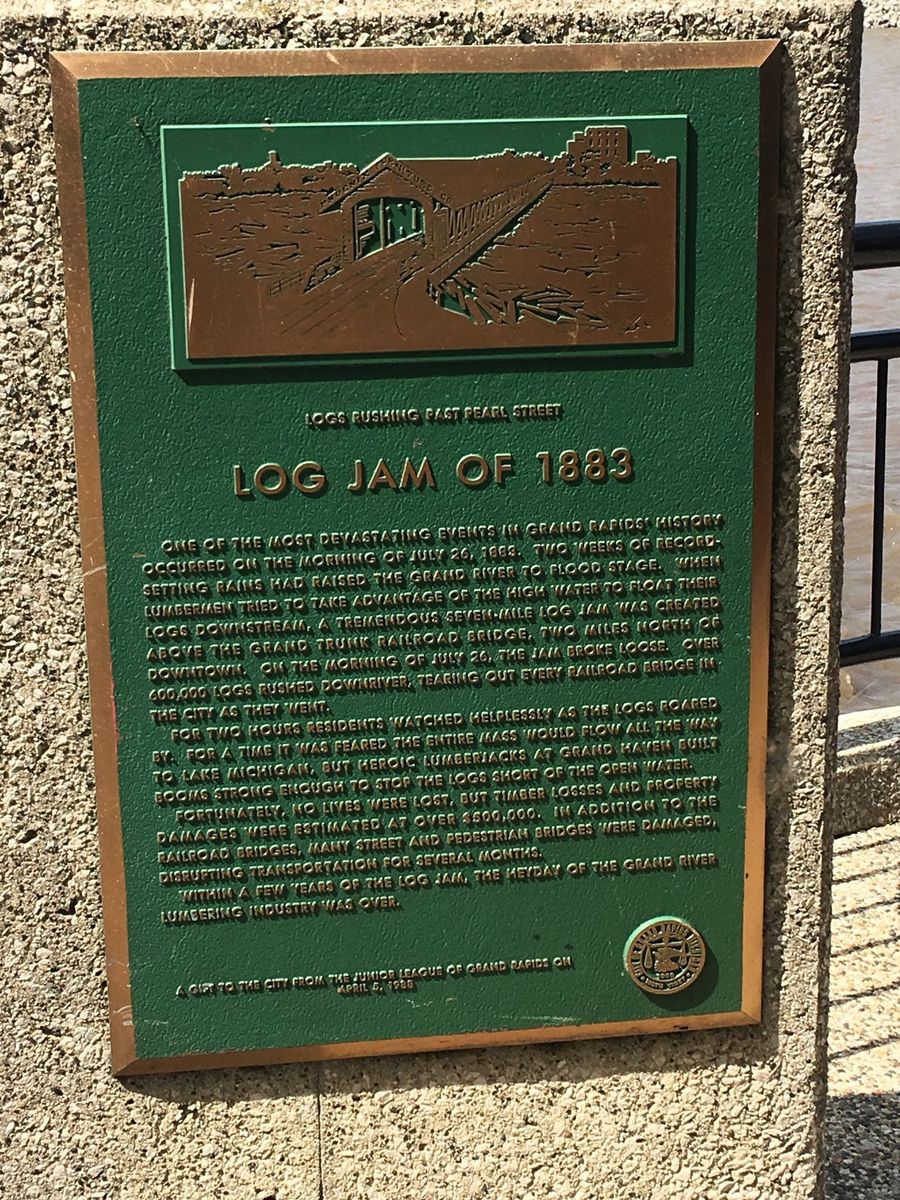 LOGS RUSHING PAST PEARL STREET
LOG JAM OF 1883
ONE OF THE MOST DEVASTATING EVENTS IN GRAND RAPIDS' HISTORY
OCCURRED ON THE MORNING OF JULY 26, 1883. TWO WEEKS OF RECORD-
SETTING RAINS HAD RAISED THE GRAND RIVER TO FLOOD STAGE. WHEN
LUMBERMEN TRIED TO TAKE ADVANTAGE OF THE HIGH WATER TO FLOAT THEIR
LOGS DOWNSTREAM, A TREMENDOUS SEVEN-MILE LOG JAM WAS CREATED
ABOVE THE GRAND TRUNK RAILROAD BRIDGE, TWO MILES NORTH OF
DOWNTOWN. ON THE MORNING OF JULY 26, THE JAM BROKE LOOSE. OVER
600,000 LOGS RUSHED DOWNRIVER, TEARING OUT EVERY RAILROAD BRIDGE IN
THE CITY AS THEY WENT.
FOR TWO HOURS RESIDENTS WATCHED HELPLESSLY AS THE LOGS ROARED
BY. FOR A TIME IT WAS FEARED THE ENTIRE MASS WOULD FLOW ALL THE WAY
TO LAKE MICHIGAN, BUT HEROIC LUMBERJACKS AT GRAND HAVEN BUILT
BOOMS STRONG ENOUGH TO STOP THE LOGS SHORT OF THE OPEN WATER.
FORTUNATELY, NO LIVES WERE LOST, BUT TIMBER LOSSES AND PROPERTY
DAMAGES WERE ESTIMATED AT OVER $500,000. IN ADDITION TO THE
RAILROAD BRIDGES, MANY STREET AND PEDESTRIAN BRIDGES WERE DAMAGED,
DISRUPTING TRANSPORTATION FOR SEVERAL MONTHS.
WITHIN A FEW YEARS OF THE LOG JAM, THE HEYDAY OF THE GRAND RIVER
LUMBERING INDUSTRY WAS OVER.
A GIFT TO THE CITY FROM THE JUNIOR LEAGUE OF GRAND RAPIDS ON
APRIL 5, 1988